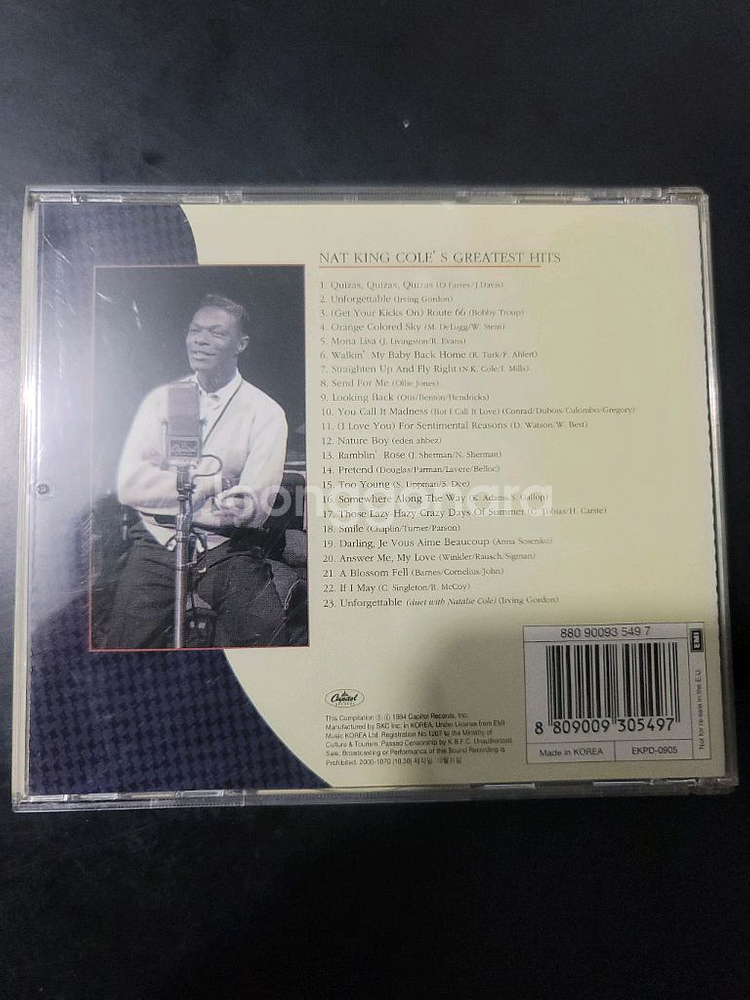 NAT KING COLE'S GREATEST HITS
1. Quizas, Quizas, Quizas (O.Farres/J.Davis)
2. Unforgettable (Irving Gordon)
3. (Get Your Kicks On) Route 66 (Bobby Troup)
4. Orange Colored Sky (M. DeLugg/W. Stein)
5. Mona Lisa (J. Livingston/R. Evans)
6. Walkin' My Baby Back Home (R. Turk/F. Ahlert)
7. Straighten Up And Fly Right (N.K. Cole/I. Mills)
8. Send For Me (Ollie Jones)
9. Looking Back (Otis/Benton/Hendricks)
10. You Call It Madness (But I Call It Love) (Conrad/Dubois/Culombo/Gregory)
11. (I Love You) For Sentimental Reasons (D. Watson/W. Best)
12. Nature Boy (eden ahbez)
13. Ramblin' Rose (J. Sherman/N. Sherman)
14. Pretend (Douglas/Parman/Lavere/Belloc)
15. Too Young (S. Lippman/S. Dee)
16. Somewhere Along The Way (K. Adams/S. Gallop)
17. Those Lazy-Hazy-Crazy Days Of Summer (C. Tobias/H. Carste)
18. Smile (Chaplin/Turner/Parson)
19. Darling, Je Vous Aime Beaucoup (Anna Sosenko)
20. Answer Me, My Love (Winkler/Rausch/Sigman)
21. A Blossom Fell (Barnes/Cornelius/John)
22. If I May (C. Singleton/R. McCoy)
23. Unforgettable (duet with Natalie Cole) (Irving Gordon)
880 90093 549 7
EMI
Capitol
This Compilation ℗, © 1994 Capitol Records, Inc.
Manufactured by SKC Inc. in KOREA, Under License from EMI
Music KOREA Ltd. Registration No.1207 to the Ministry of
Culture & Tourism. Passed Censorship by K.B.F.C. Unauthorized
Sale, Broadcasting or Performance of this Sound Recording is
Prohibited. 2000-1070 (10.30) 제작일
8 809009 305497
Made in KOREA
EKPD-0905
Not for re-sale in the E.U.